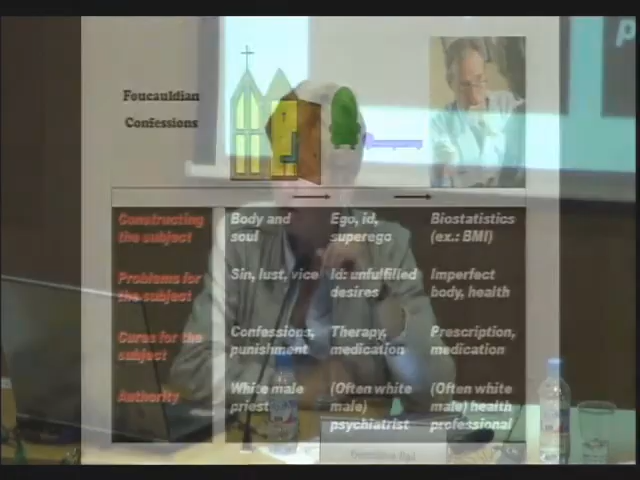 Foucauldian
Confessions
Constructing the subject
Body and soul
Ego, id, superego
Biostatistics (ex.: BMI)
Problems for the subject
Sin, lust, vice
Id: unfulfilled desires
Imperfect body, health
Cures for the subject
Confessions, punishment
Therapy, medication
Prescription, medication
Authority
White male priest
(Often white male) psychiatrist
(Often white male) health professional